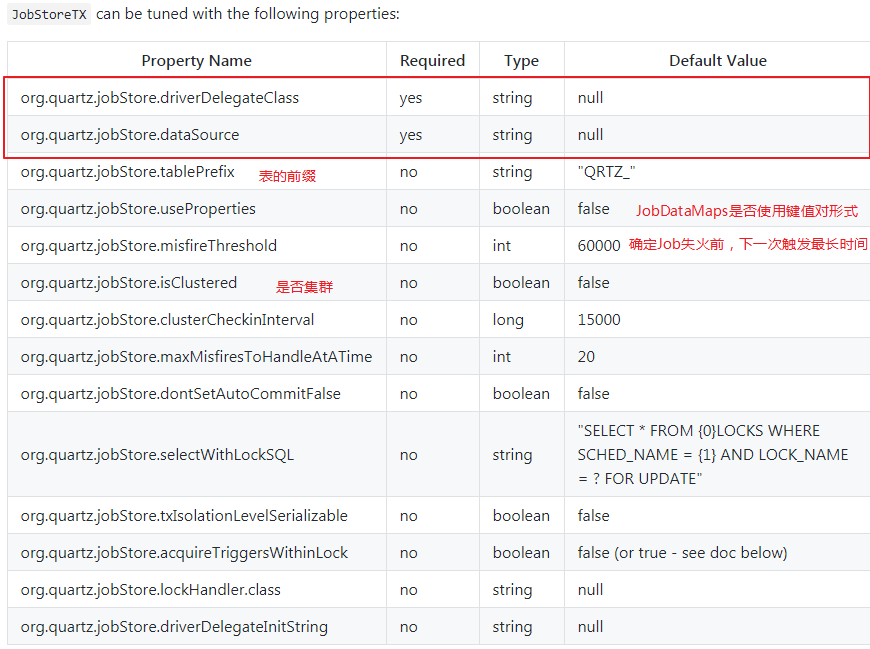 JobStoreTX can be tuned with the following properties:
Property Name Required Type Default Value
org.quartz.jobStore.driverDelegateClass yes string null
org.quartz.jobStore.dataSource yes string null
org.quartz.jobStore.tablePrefix 表的前缀 no string "QRTZ_"
org.quartz.jobStore.useProperties no boolean false JobDataMaps是否使用键值对形式
org.quartz.jobStore.misfireThreshold no int 60000 确定Job失火前，下一次触发最长时间
org.quartz.jobStore.isClustered 是否集群 no boolean false
org.quartz.jobStore.clusterCheckinInterval no long 15000
org.quartz.jobStore.maxMisfiresToHandleAtATime no int 20
org.quartz.jobStore.dontSetAutoCommitFalse no boolean false
"SELECT * FROM {0}LOCKS WHERE
org.quartz.jobStore.selectWithLockSQL no string SCHED_NAME = {1} AND LOCK_NAME
= ? FOR UPDATE"
org.quartz.jobStore.txIsolationLevelSerializable no boolean false
org.quartz.jobStore.acquireTriggersWithinLock no boolean false (or true - see doc below)
org.quartz.jobStore.lockHandler.class no string null
org.quartz.jobStore.driverDelegateInitString no string null